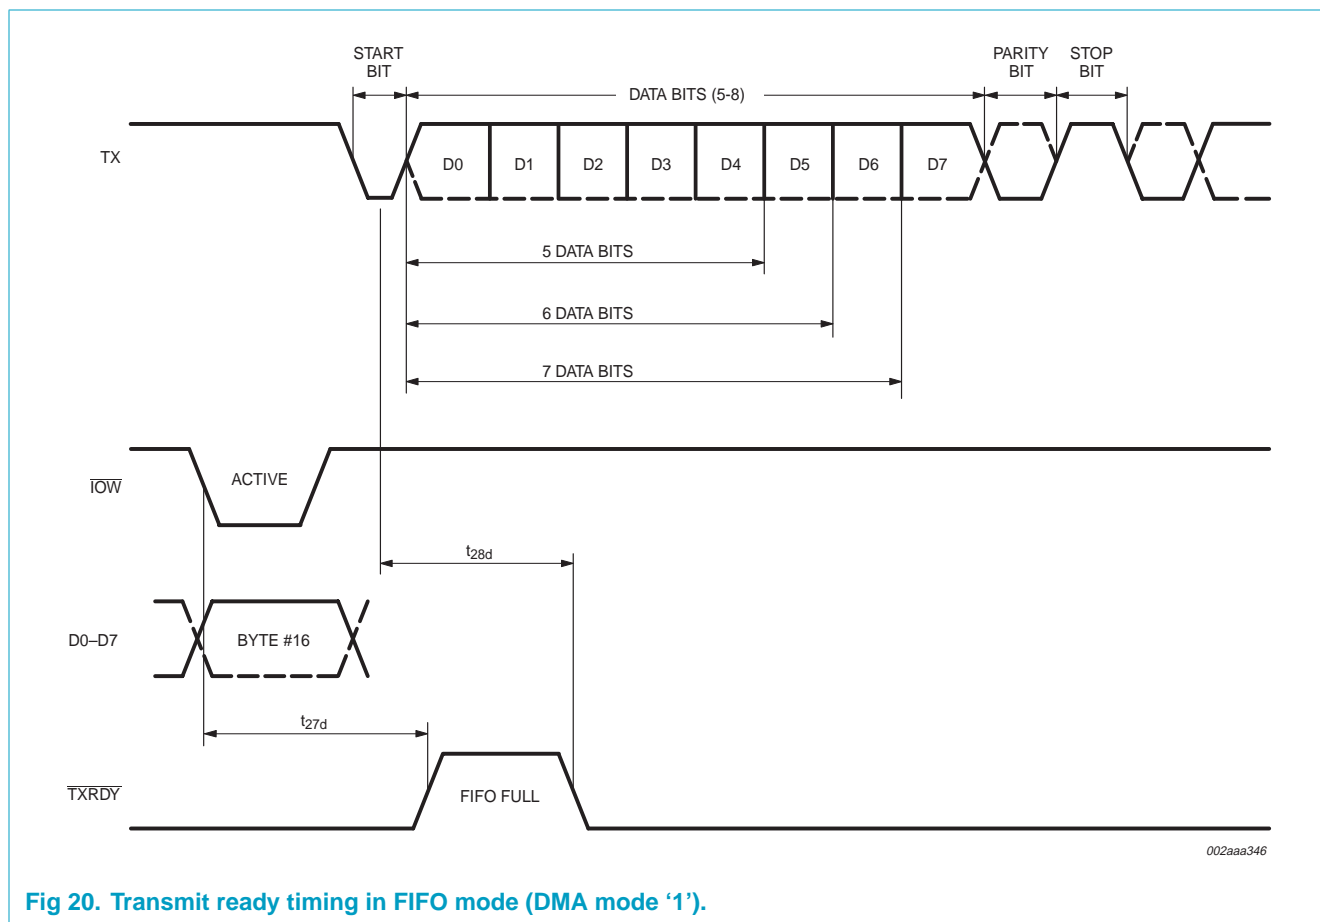 START
BIT
DATA BITS (5-8)
PARITY
BIT
STOP
BIT
TX
D0
D1
D2
D3
D4
D5
D6
D7
5 DATA BITS
6 DATA BITS
7 DATA BITS
IOW
ACTIVE
t28d
D0–D7
BYTE #16
t27d
TXRDY
FIFO FULL
002aaa346
Fig 20. Transmit ready timing in FIFO mode (DMA mode ‘1’).